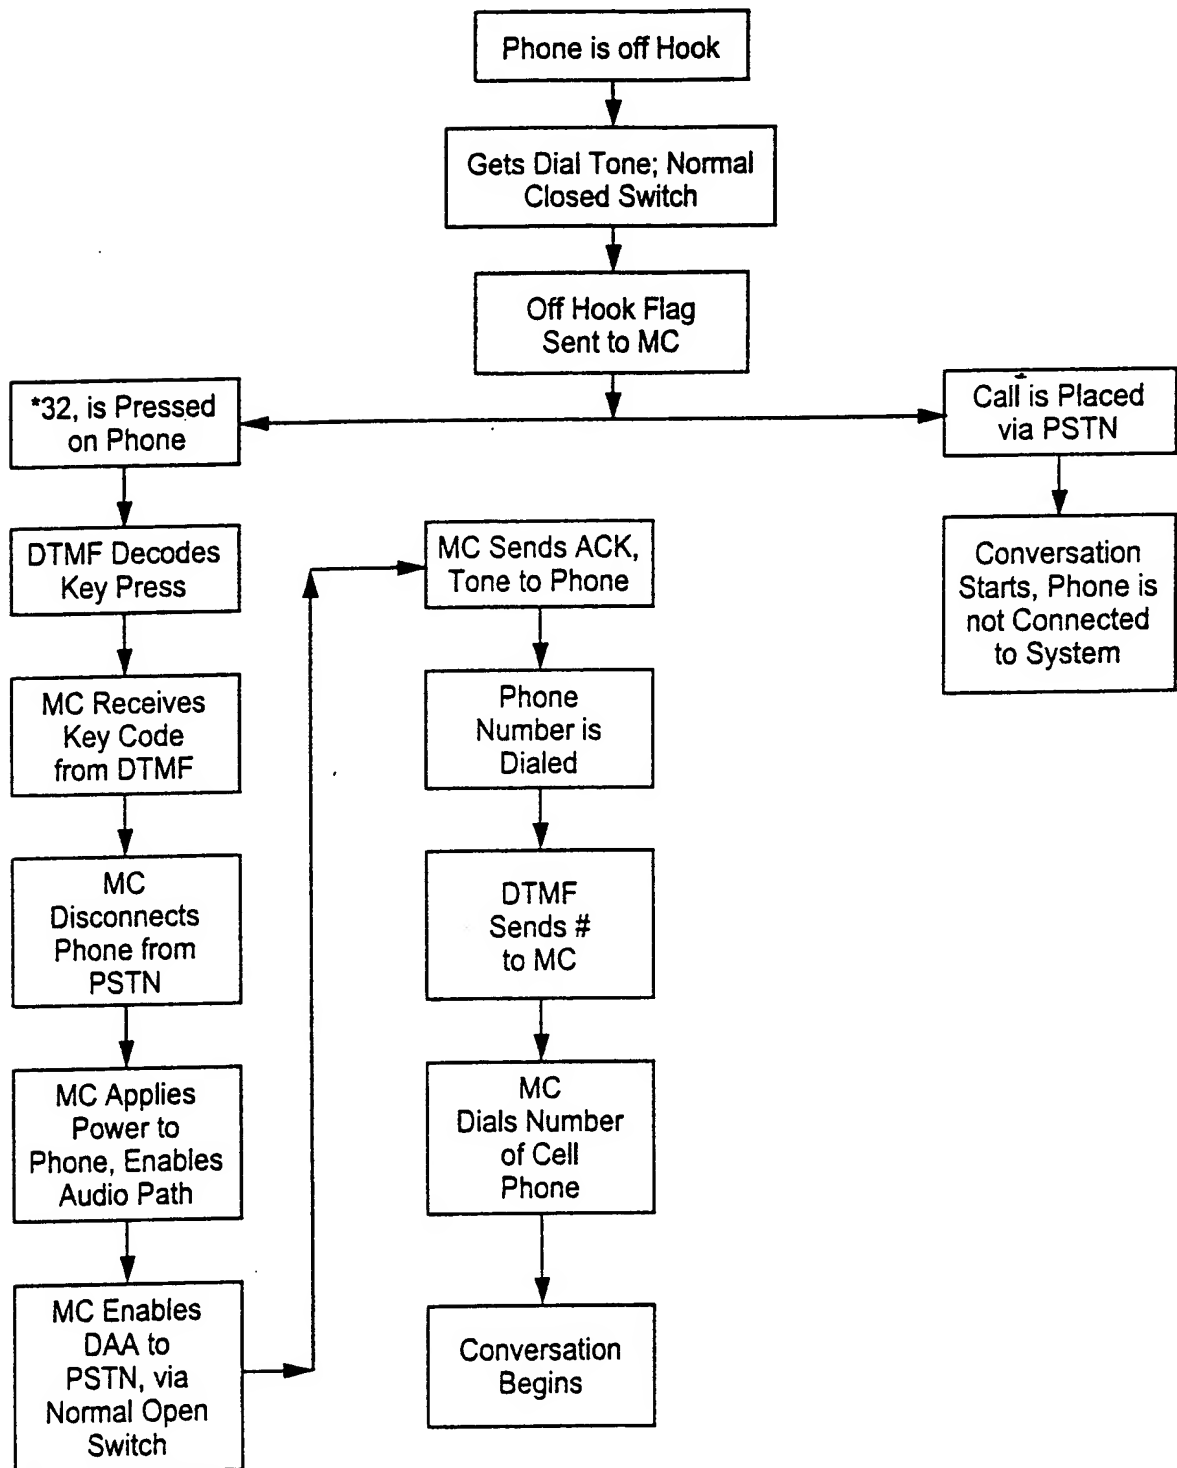 Phone is off Hook
Gets Dial Tone; Normal
Closed Switch
Off Hook Flag
Sent to MC
*32, is Pressed
on Phone
DTMF Decodes
Key Press
MC Receives
Key Code
from DTMF
MC
Disconnects
Phone from
PSTN
MC Applies
Power to
Phone, Enables
Audio Path
MC Enables
DAA to
PSTN, via
Normal Open
Switch
MC Sends ACK,
Tone to Phone
Phone
Number is
Dialed
DTMF
Sends #
to MC
MC
Dials Number
of Cell
Phone
Conversation
Begins
Call is Placed
via PSTN
Conversation
Starts, Phone is
not Connected
to System